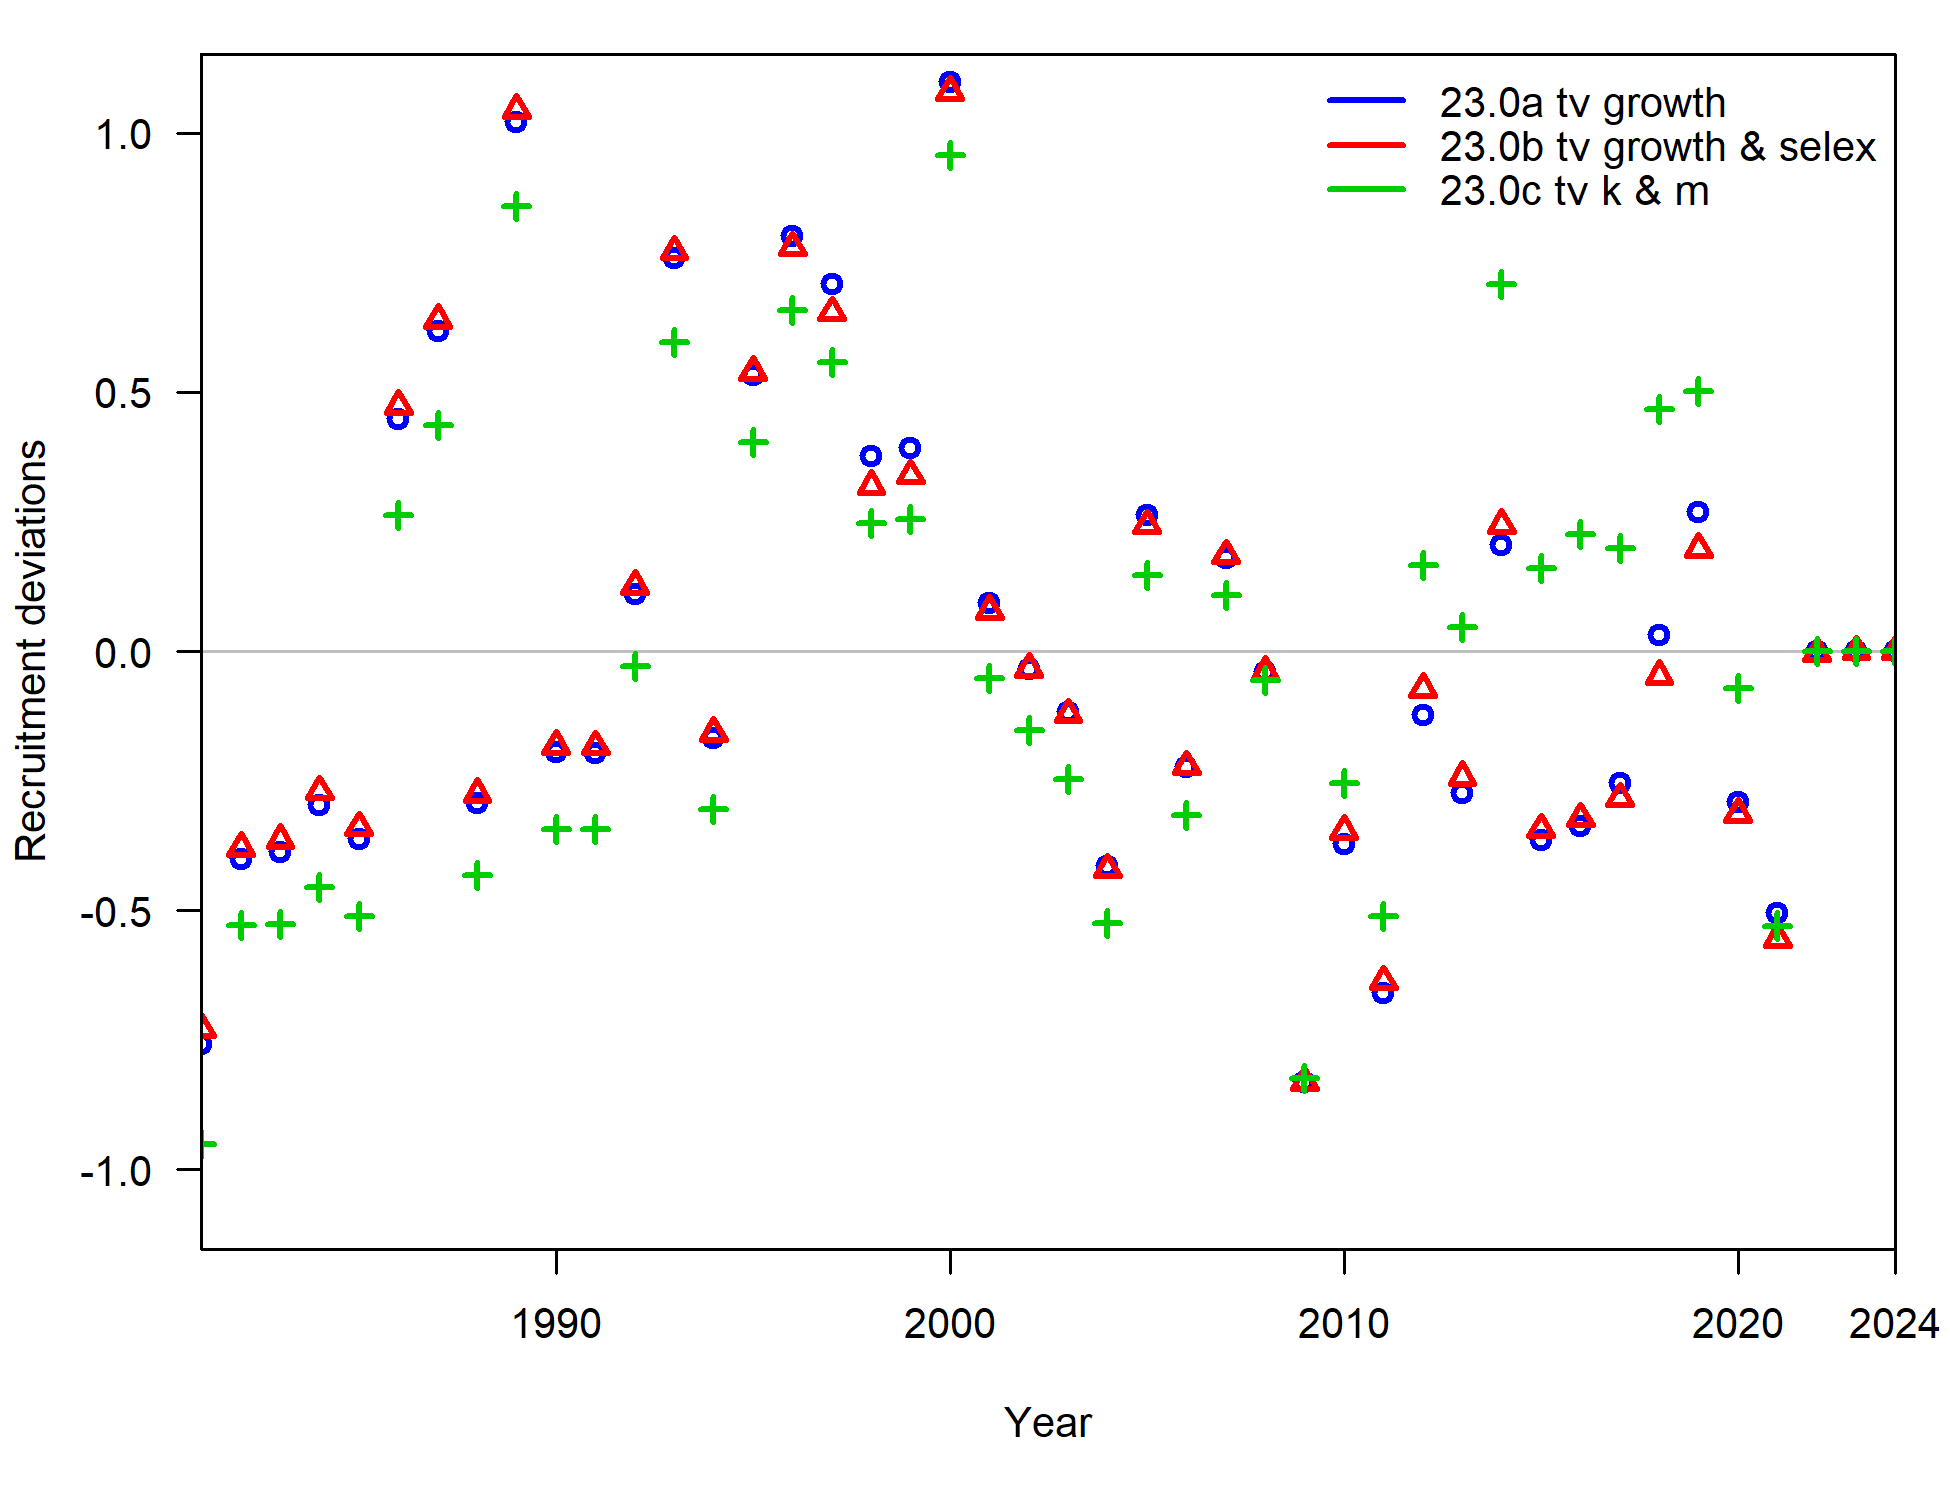 23.0a tv growth
23.0b tv growth & selex
23.0c tv k & m
1.0
0.5
0.0
-0.5
-1.0
Recruitment deviations
1990
2000
2010
2020
2024
Year